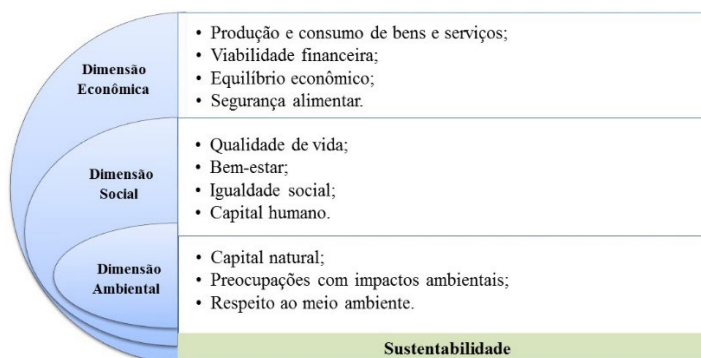 Dimensão
Econômica
• Produção e consumo de bens e serviços;
• Viabilidade financeira;
• Equilíbrio econômico;
• Segurança alimentar.
Dimensão
Social
• Qualidade de vida;
• Bem-estar;
• Igualdade social;
• Capital humano.
Dimensão
Ambiental
• Capital natural;
• Preocupações com impactos ambientais;
• Respeito ao meio ambiente.
Sustentabilidade